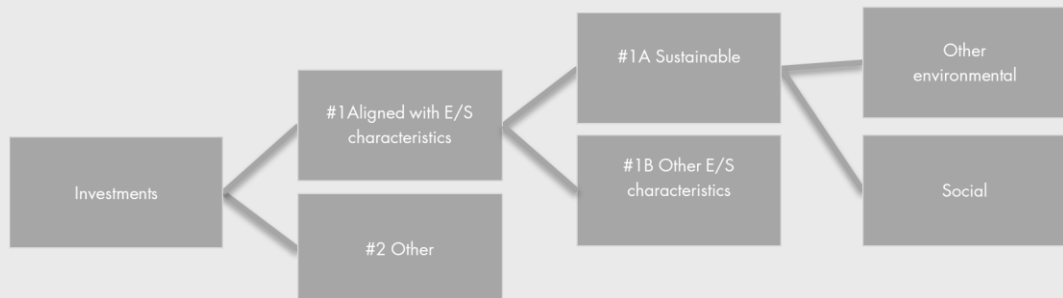 Investments
#1Aligned with E/S
characteristics
#2 Other
#1A Sustainable
#1B Other E/S
characteristics
Other
environmental
Social